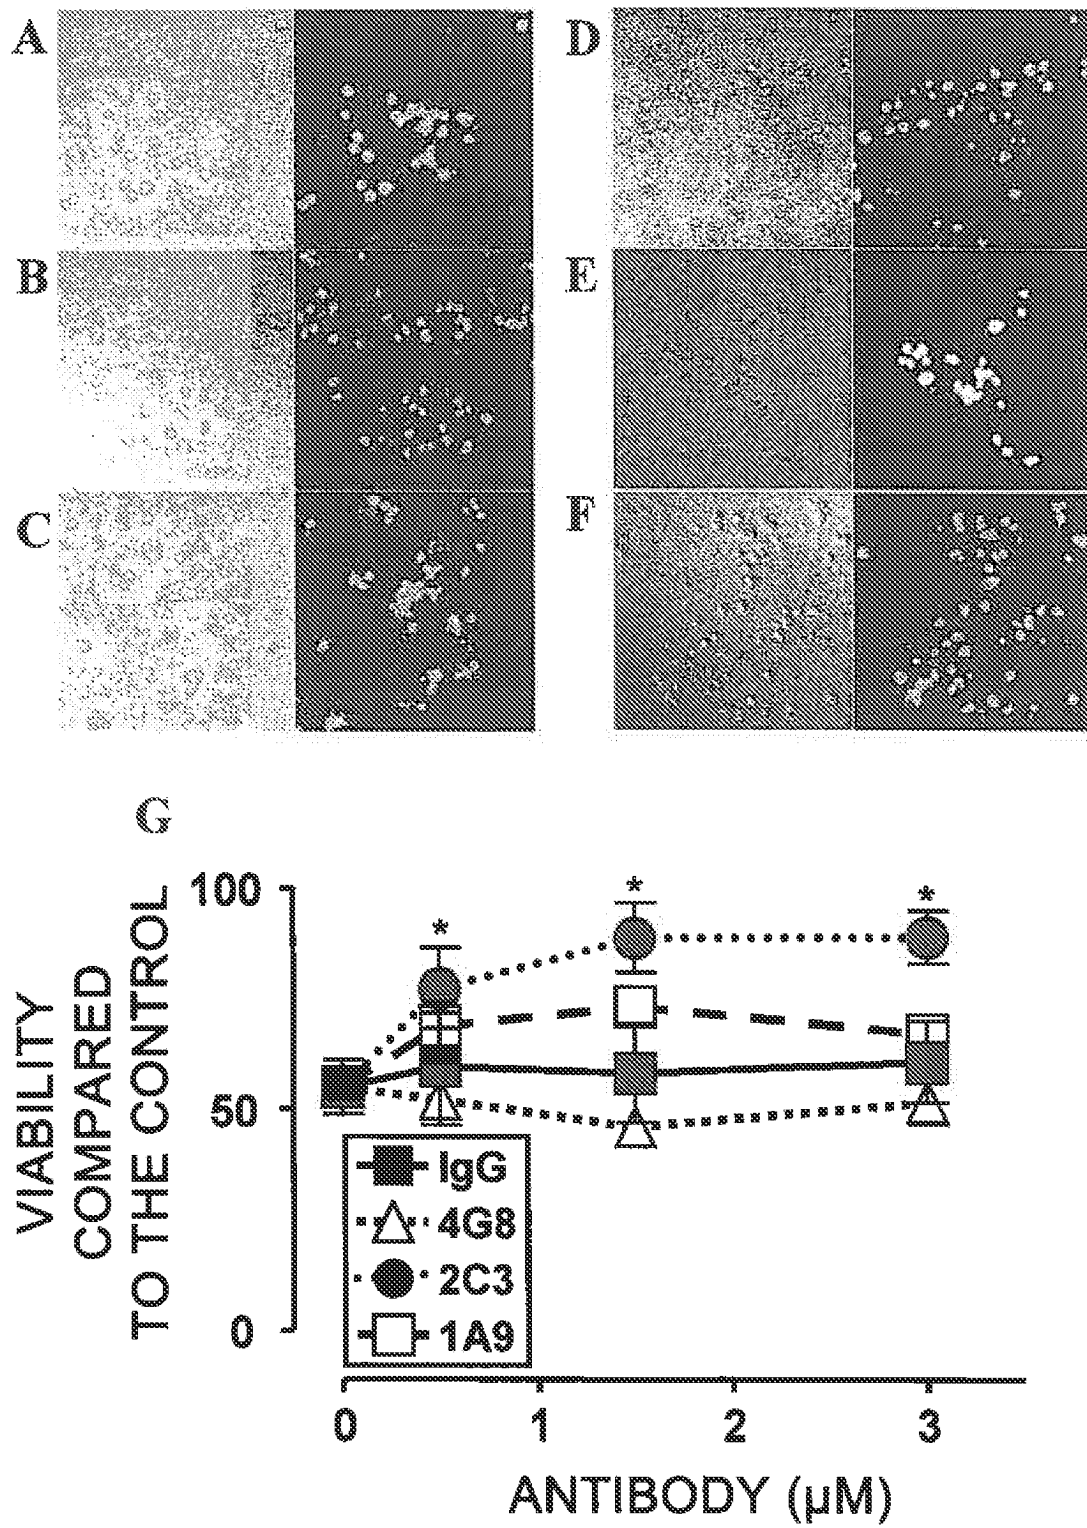 A
D
B
E
C
F
G
VIABILITY
COMPARED
TO THE CONTROL
100
50
0
*
*
*
IgG
4G8
2C3
1A9
0
1
2
3
ANTIBODY (µM)